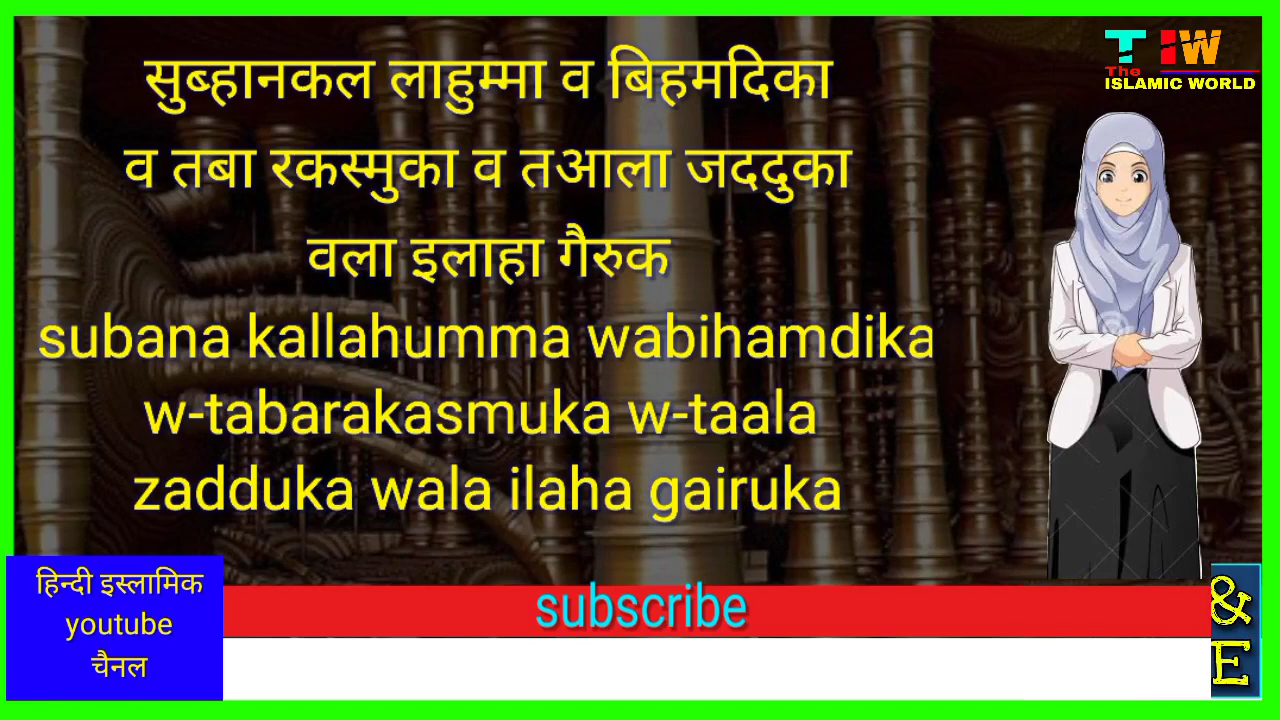 सुब्हानकल लाहुम्मा व बिहमदिका
व तबा रकस्मुका व तआला जददुका
वला इलाहा गैरुक
subana kallahumma wabihamdika
w-tabarakasmuka w-taala
zadduka wala ilaha gairuka
TIW
The
ISLAMIC WORLD
हिन्दी इस्लामिक
youtube
चैनल
subscribe
&
E